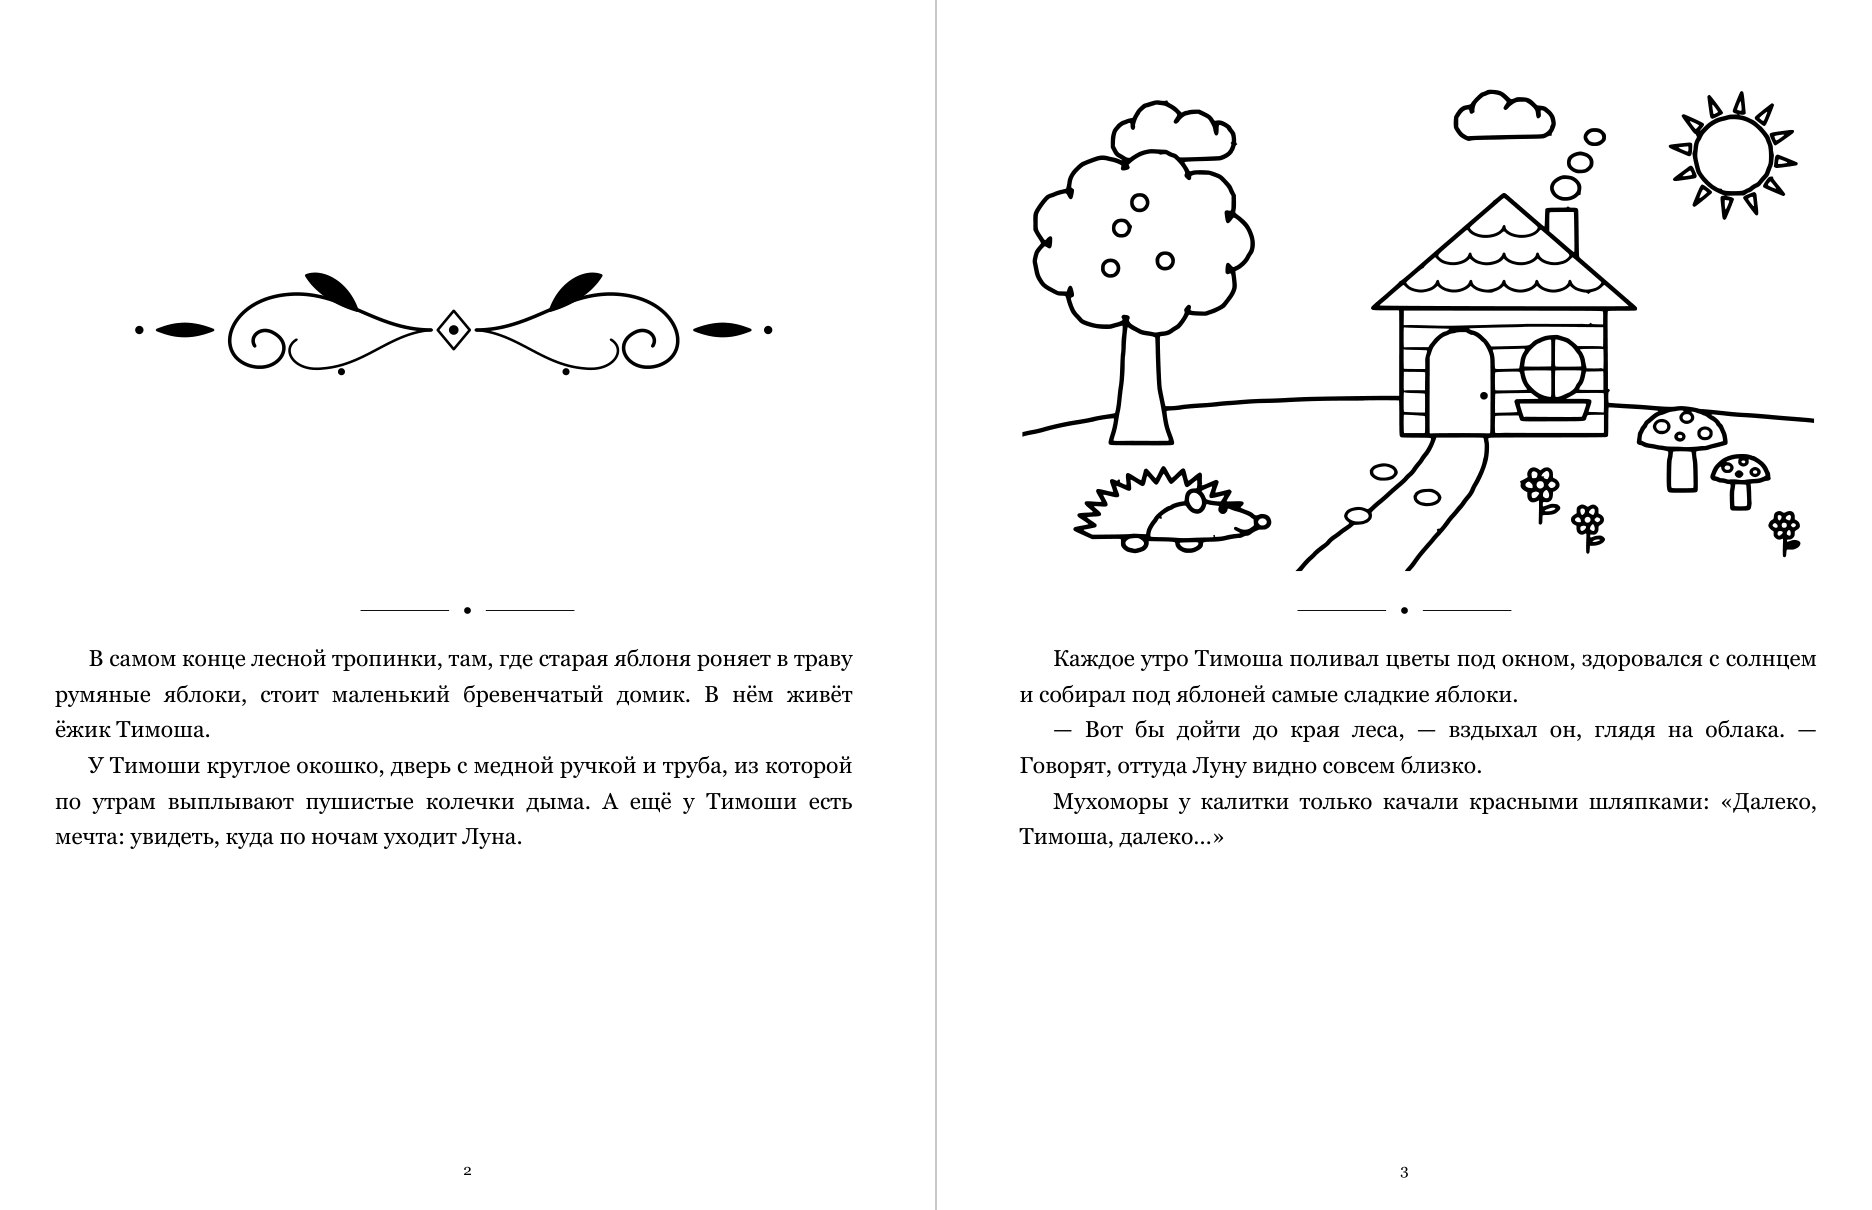 В самом конце лесной тропинки, там, где старая яблоня роняет в траву
румяные яблоки, стоит маленький бревенчатый домик. В нём живёт
ёжик Тимоша.
У Тимоши круглое окошко, дверь с медной ручкой и труба, из которой
по утрам выплывают пушистые колечки дыма. А ещё у Тимоши есть
мечта: увидеть, куда по ночам уходит Луна.
2
Каждое утро Тимоша поливал цветы под окном, здоровался с солнцем
и собирал под яблоней самые сладкие яблоки.
— Вот бы дойти до края леса, — вздыхал он, глядя на облака. —
Говорят, оттуда Луну видно совсем близко.
Мухоморы у калитки только качали красными шляпками: «Далеко,
Тимоша, далеко...»
3